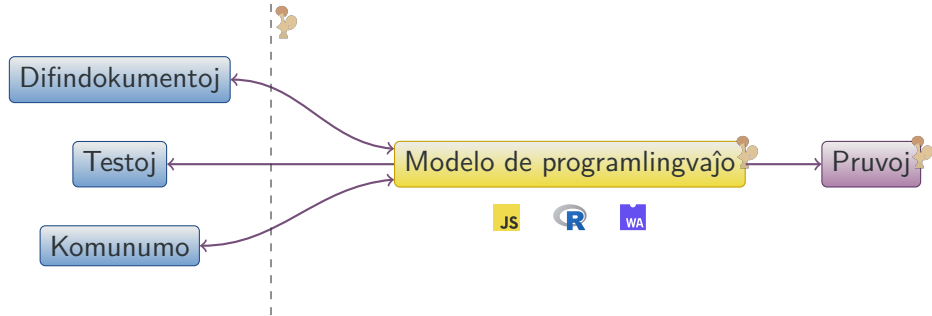 Difindokumentoj
Testoj
Modelo de programlingvaĵo
Pruvoj
Komunumo
JS
R
WA